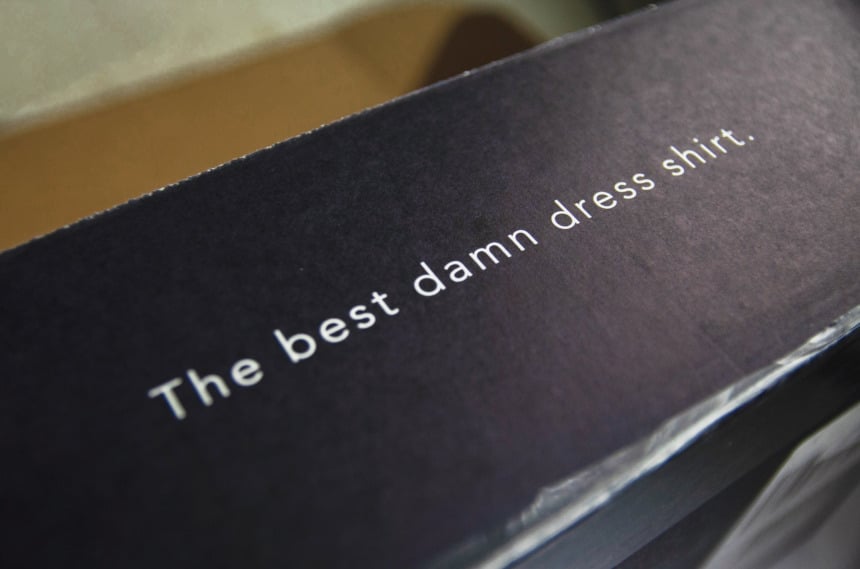 The best damn dress shirt.